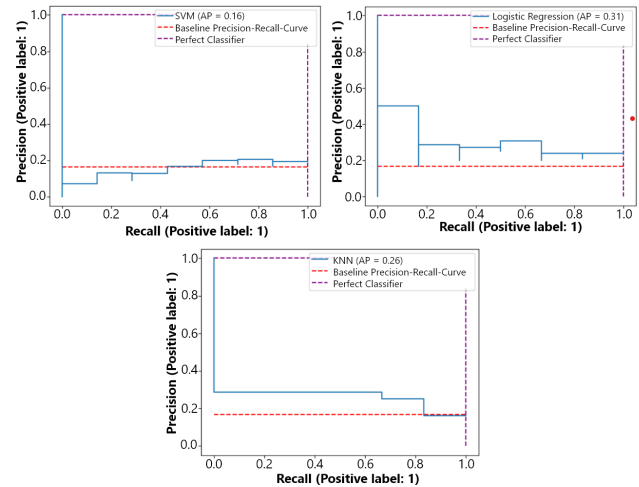 SVM (AP = 0.16)
Baseline Precision-Recall-Curve
Perfect Classifier
Precision (Positive label: 1)
1.0
0.8
0.6
0.4
0.2
0.0
0.0 0.2 0.4 0.6 0.8 1.0
Recall (Positive label: 1)
Logistic Regression (AP = 0.31)
Baseline Precision-Recall-Curve
Perfect Classifier
Precision (Positive label: 1)
1.0
0.8
0.6
0.4
0.2
0.0
0.0 0.2 0.4 0.6 0.8 1.0
Recall (Positive label: 1)
KNN (AP = 0.26)
Baseline Precision-Recall-Curve
Perfect Classifier
Precision (Positive label: 1)
1.0
0.8
0.6
0.4
0.2
0.0
0.0 0.2 0.4 0.6 0.8 1.0
Recall (Positive label: 1)